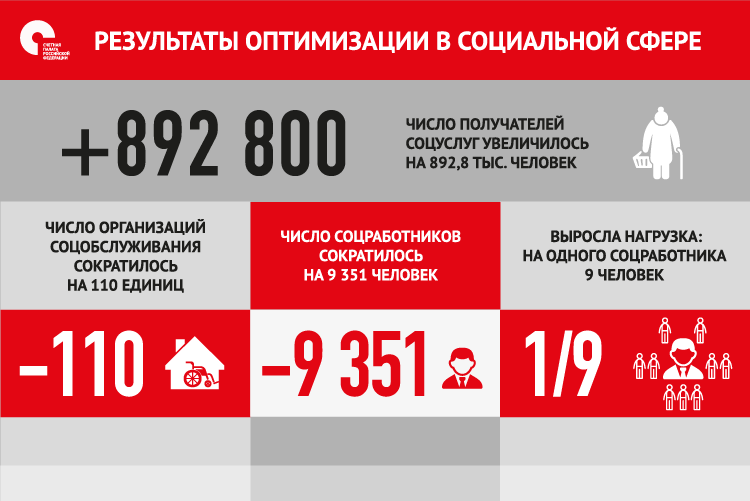 СЧЕТНАЯ
ПАЛАТА
РОССИЙСКОЙ
ФЕДЕРАЦИИ
РЕЗУЛЬТАТЫ ОПТИМИЗАЦИИ В СОЦИАЛЬНОЙ СФЕРЕ
+892 800
ЧИСЛО ПОЛУЧАТЕЛЕЙ
СОЦУСЛУГ УВЕЛИЧИЛОСЬ
НА 892,8 ТЫС. ЧЕЛОВЕК
ЧИСЛО ОРГАНИЗАЦИЙ
СОЦОБСЛУЖИВАНИЯ
СОКРАТИЛОСЬ
НА 110 ЕДИНИЦ
–110
ЧИСЛО СОЦРАБОТНИКОВ
СОКРАТИЛОСЬ
НА 9 351 ЧЕЛОВЕК
–9 351
ВЫРОСЛА НАГРУЗКА:
НА ОДНОГО СОЦРАБОТНИКА
9 ЧЕЛОВЕК
1/9